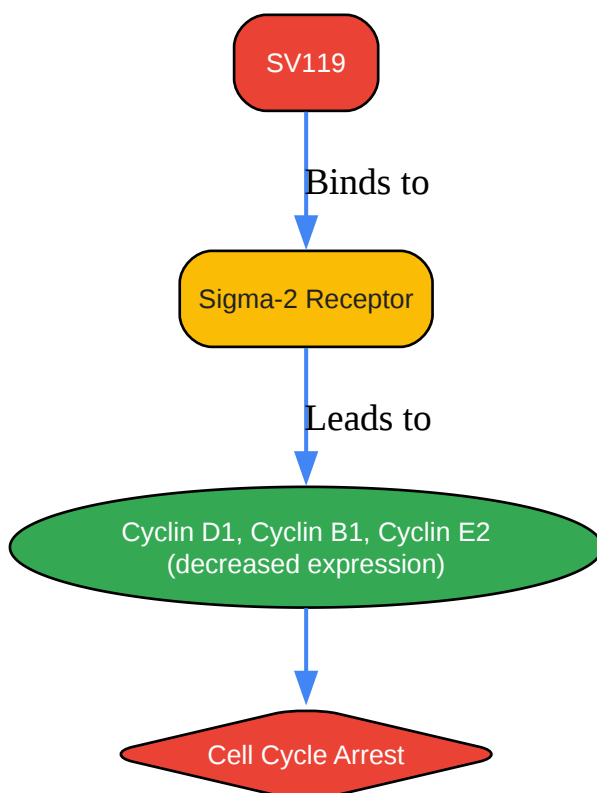 SV119
Binds to
Sigma-2 Receptor
Leads to
Cyclin D1, Cyclin B1, Cyclin E2
(decreased expression)
Cell Cycle Arrest